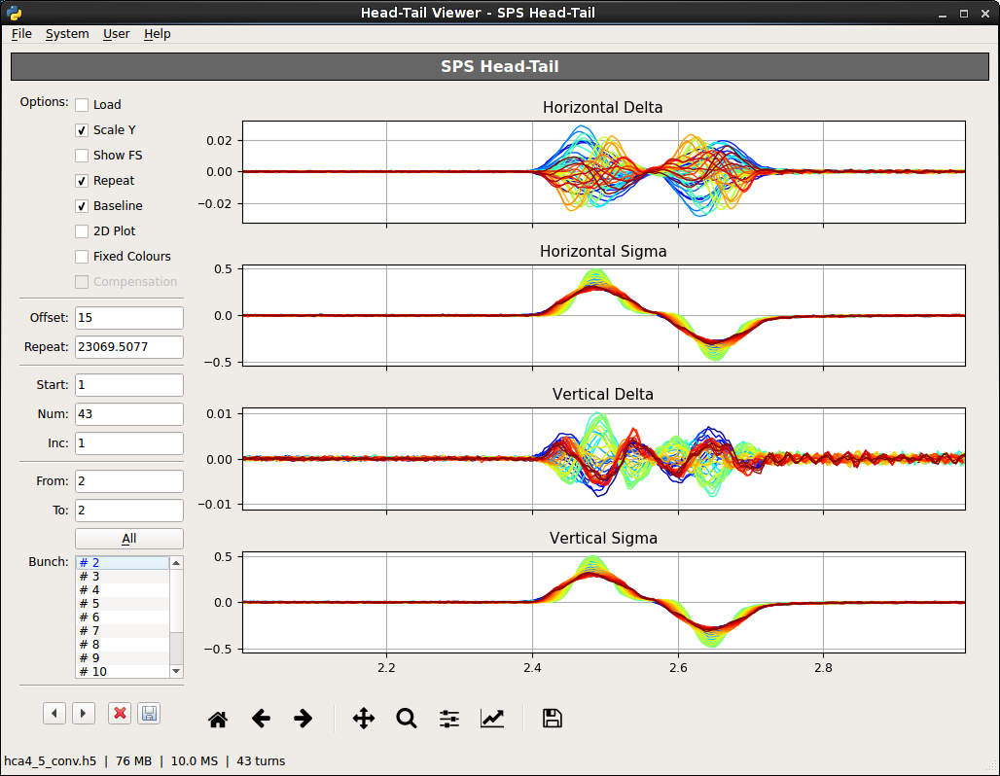 Head-Tail Viewer - SPS Head-Tail
File System User Help
SPS Head-Tail
Options:
Load
Scale Y
Show FS
Repeat
Baseline
2D Plot
Fixed Colours
Compensation
Offset: 15
Repeat: 23069.5077
Start: 1
Num: 43
Inc: 1
From: 2
To: 2
All
Bunch:
# 2
# 3
# 4
# 5
# 6
# 7
# 8
# 9
# 10
Horizontal Delta
0.02
0.00
−0.02
Horizontal Sigma
0.5
0.0
−0.5
Vertical Delta
0.01
0.00
−0.01
Vertical Sigma
0.5
0.0
−0.5
2.2 2.4 2.6 2.8
hca4_5_conv.h5 | 76 MB | 10.0 MS | 43 turns